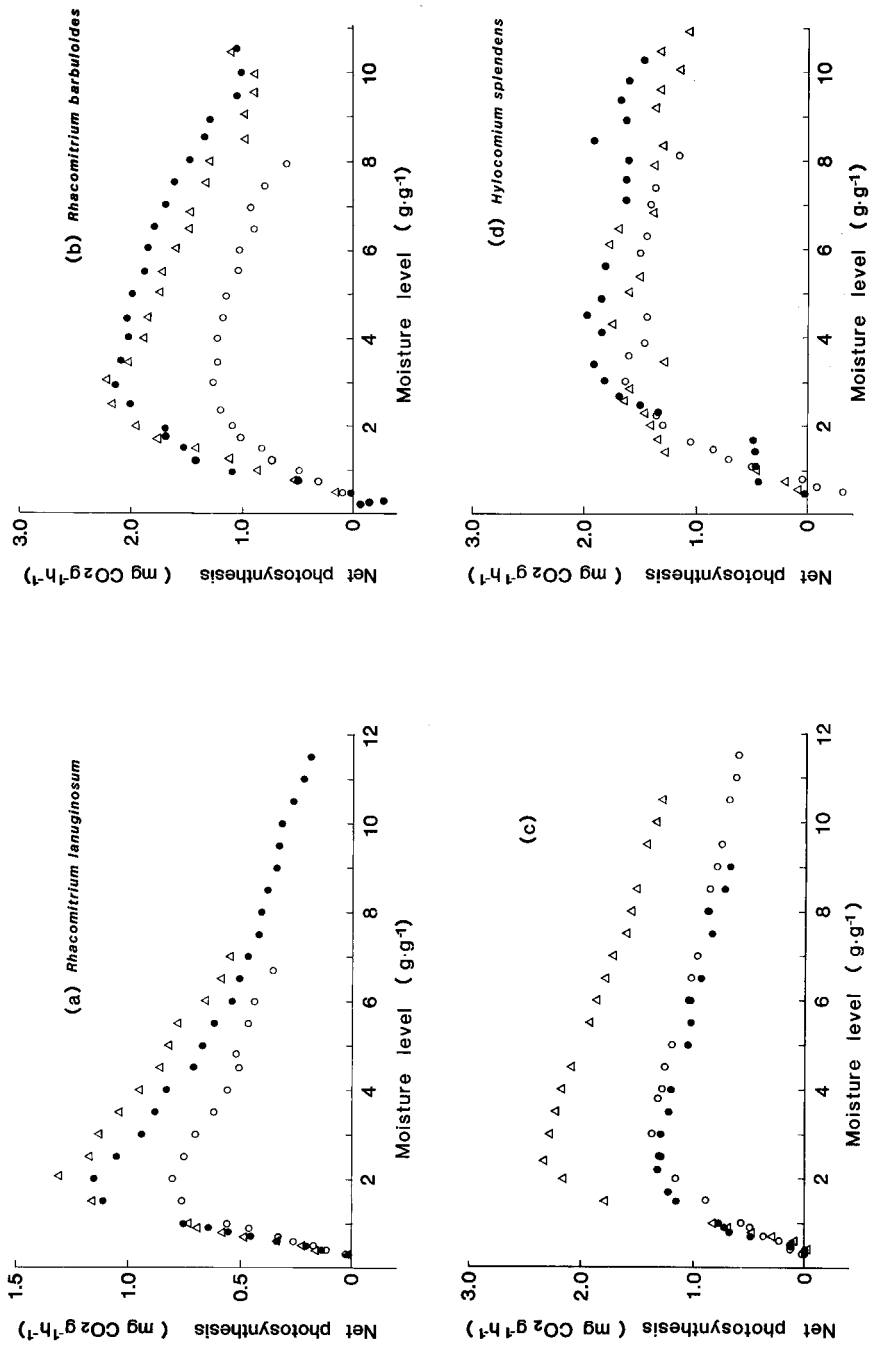 (a) Rhacomitrium lanuginosum
1.5
1.0
0.5
0
Net photosynthesis ( mg CO₂ g⁻¹h⁻¹)
2 4 6 8 10 12
Moisture level ( g·g⁻¹)
(b) Rhacomitrium barbuloides
3.0
2.0
1.0
0
Net photosynthesis ( mg CO₂ g⁻¹h⁻¹)
2 4 6 8 10
Moisture level ( g·g⁻¹)
(c)
3.0
2.0
1.0
0
Net photosynthesis ( mg CO₂ g⁻¹h⁻¹)
2 4 6 8 10 12
Moisture level ( g·g⁻¹)
(d) Hylocomium splendens
3.0
2.0
1.0
0
Net photosynthesis ( mg CO₂ g⁻¹h⁻¹)
2 4 6 8 10
Moisture level ( g·g⁻¹)